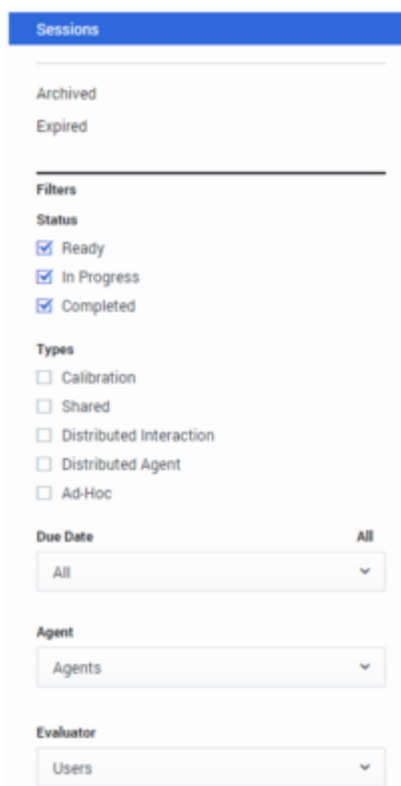 Sessions
Archived
Expired
Filters
Status
Ready
In Progress
Completed
Types
Calibration
Shared
Distributed Interaction
Distributed Agent
Ad-Hoc
Due Date All
All
Agent
Agents
Evaluator
Users